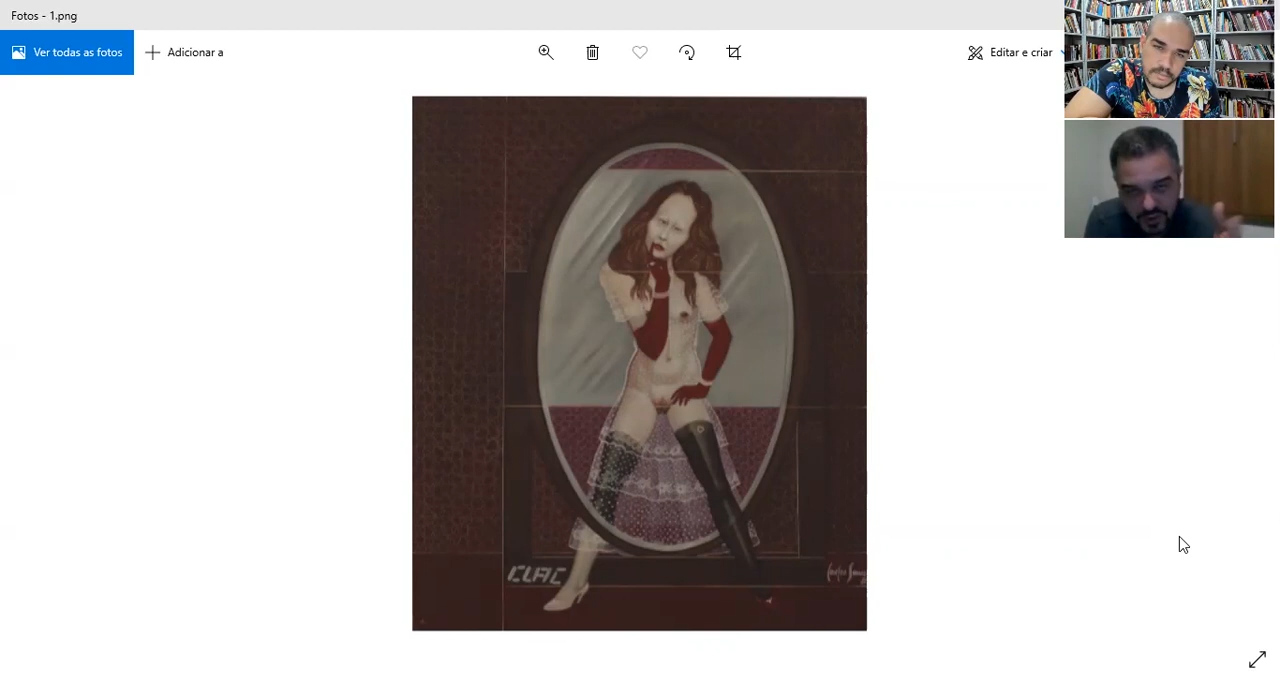 Fotos - 1.png
Ver todas as fotos
Adicionar a
Editar e criar
CLAC